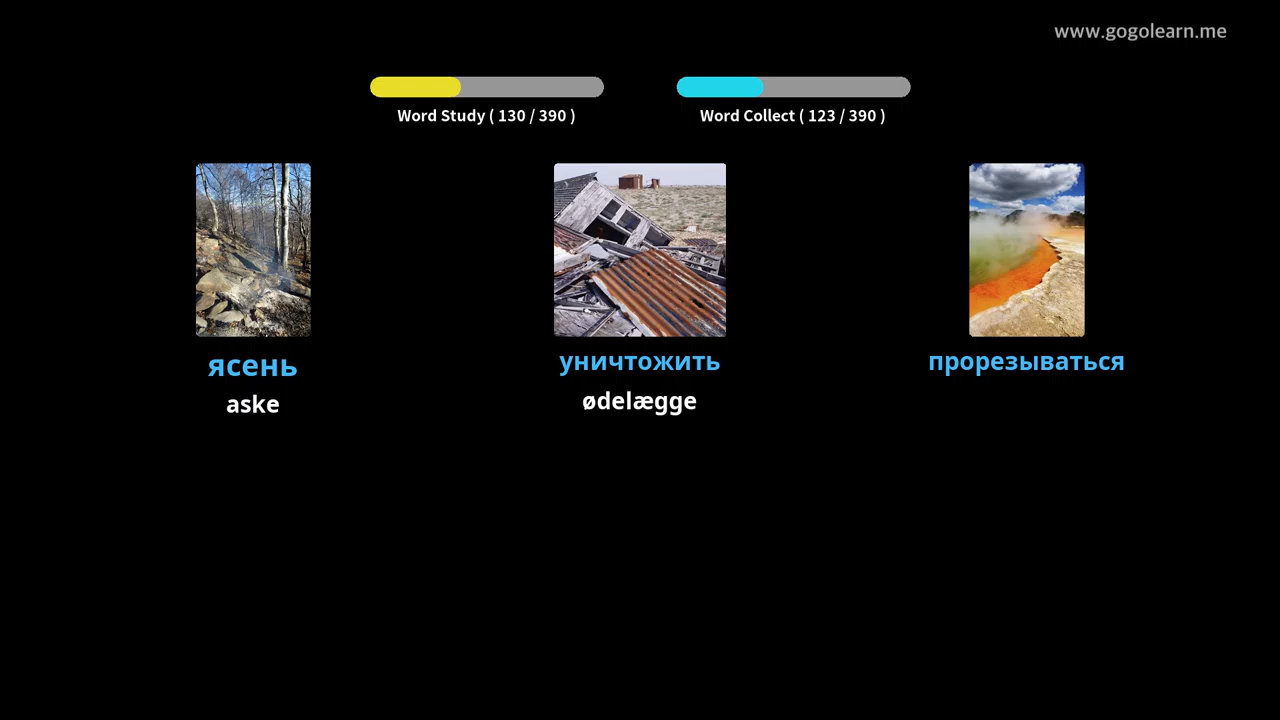 www.gogolearn.me
Word Study ( 130 / 390 )
Word Collect ( 123 / 390 )
ясень
aske
уничтожить
ødelægge
прорезываться